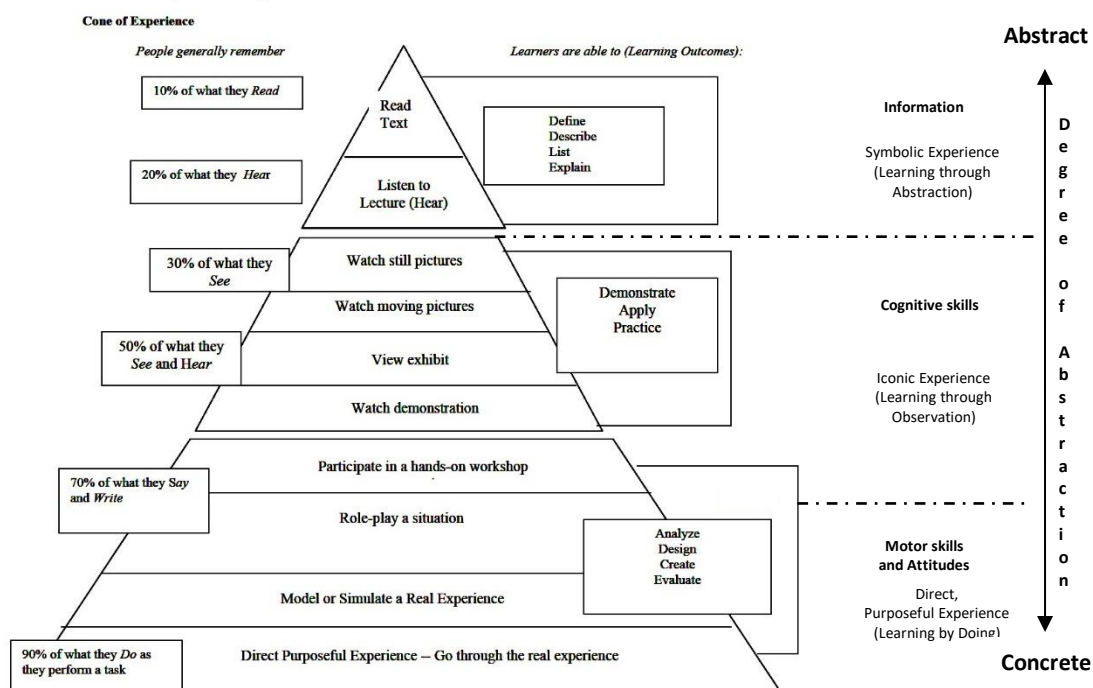 Cone of Experience
People generally remember
Learners are able to (Learning Outcomes):
10% of what they Read
20% of what they Hear
30% of what they
See
50% of what they
See and Hear
70% of what they Say
and Write
90% of what they Do as
they perform a task
Read
Text
Listen to
Lecture (Hear)
Watch still pictures
Watch moving pictures
View exhibit
Watch demonstration
Participate in a hands-on workshop
Role-play a situation
Model or Simulate a Real Experience
Direct Purposeful Experience – Go through the real experience
Define
Describe
List
Explain
Demonstrate
Apply
Practice
Analyze
Design
Create
Evaluate
Information
Symbolic Experience
(Learning through
Abstraction)
Cognitive skills
Iconic Experience
(Learning through
Observation)
Motor skills
and Attitudes
Direct,
Purposeful Experience
(Learning by Doing)
Abstract
Degree of Abstraction
Concrete